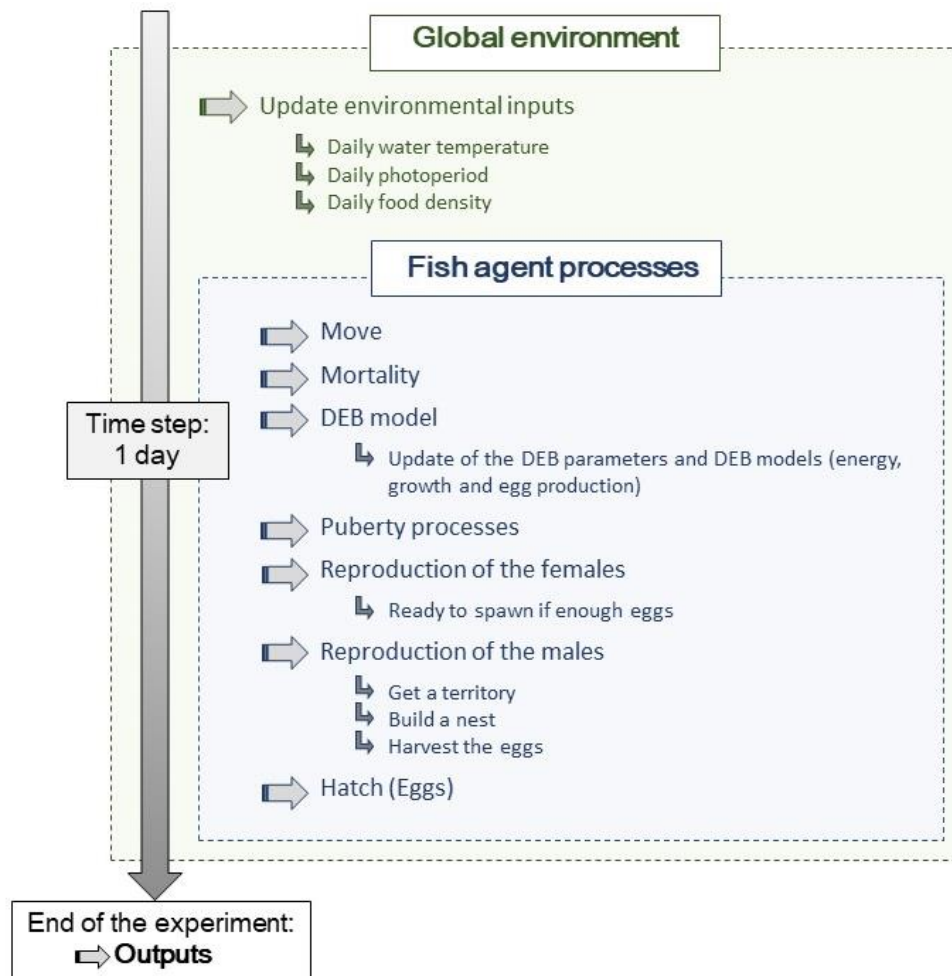 Global environment
Update environmental inputs
Daily water temperature
Daily photoperiod
Daily food density
Fish agent processes
Move
Mortality
Time step:
1 day
DEB model
Update of the DEB parameters and DEB models (energy,
growth and egg production)
Puberty processes
Reproduction of the females
Ready to spawn if enough eggs
Reproduction of the males
Get a territory
Build a nest
Harvest the eggs
Hatch (Eggs)
End of the experiment:
Outputs